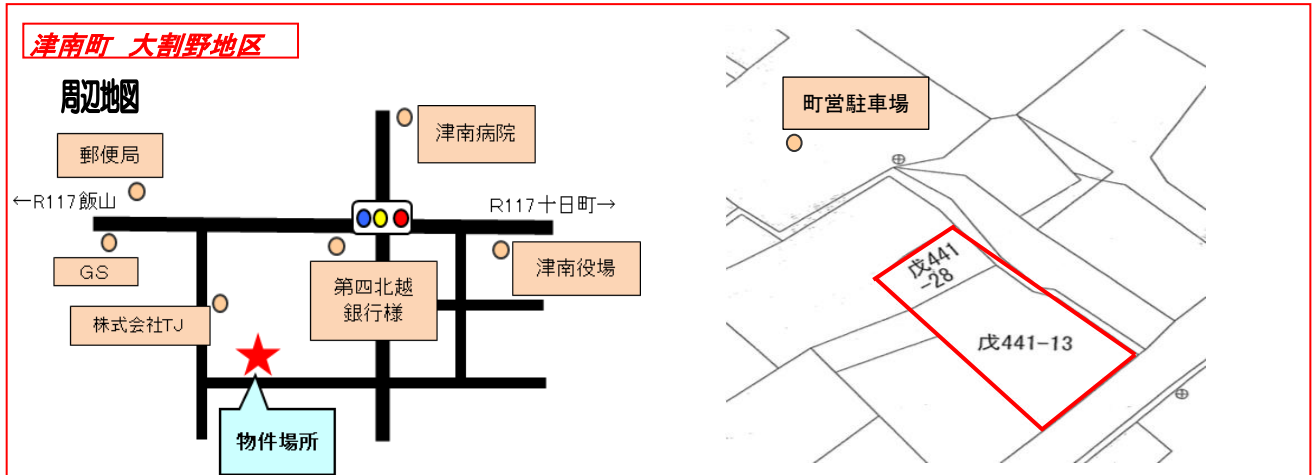 津南町 大割野地区
周辺地図
郵便局
津南病院
←R117飯山
R117十日町→
GS
株式会社TJ
第四北越
銀行様
津南役場
物件場所
町営駐車場
戊441
-28
戊441-13